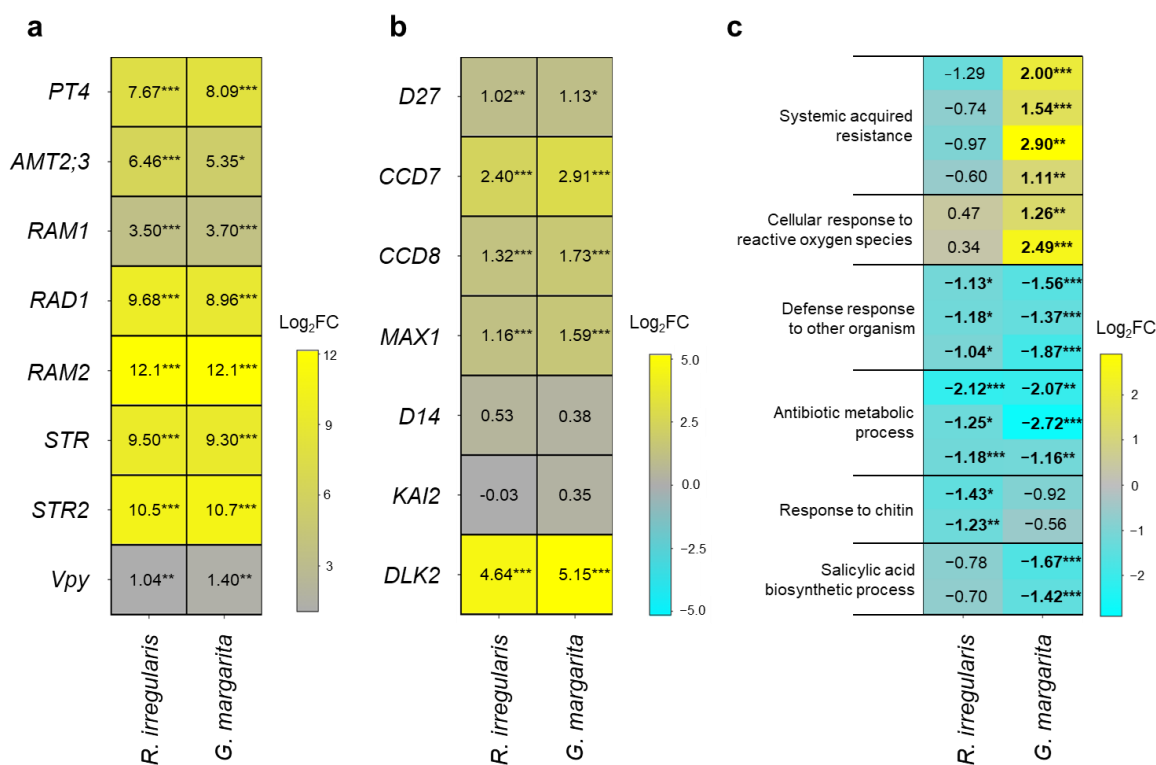 a
PT4 7.67*** 8.09***
AMT2;3 6.46*** 5.35*
RAM1 3.50*** 3.70***
RAD1 9.68*** 8.96***
RAM2 12.1*** 12.1***
STR 9.50*** 9.30***
STR2 10.5*** 10.7***
Vpy 1.04** 1.40**
R. irregularis G. margarita
Log₂FC
12
9
6
3
b
D27 1.02** 1.13*
CCD7 2.40*** 2.91***
CCD8 1.32*** 1.73***
MAX1 1.16*** 1.59***
D14 0.53 0.38
KAI2 -0.03 0.35
DLK2 4.64*** 5.15***
R. irregularis G. margarita
Log₂FC
5.0
2.5
0.0
−2.5
−5.0
c
Systemic acquired
resistance
−1.29 2.00***
−0.74 1.54***
−0.97 2.90**
−0.60 1.11**
Cellular response to
reactive oxygen species
0.47 1.26**
0.34 2.49***
Defense response
to other organism
−1.13* −1.56***
−1.18* −1.37***
−1.04* −1.87***
Antibiotic metabolic
process
−2.12*** −2.07**
−1.25* −2.72***
−1.18*** −1.16**
Response to chitin
−1.43* −0.92
−1.23** −0.56
Salicylic acid
biosynthetic process
−0.78 −1.67***
−0.70 −1.42***
R. irregularis G. margarita
Log₂FC
2
1
0
−1
−2